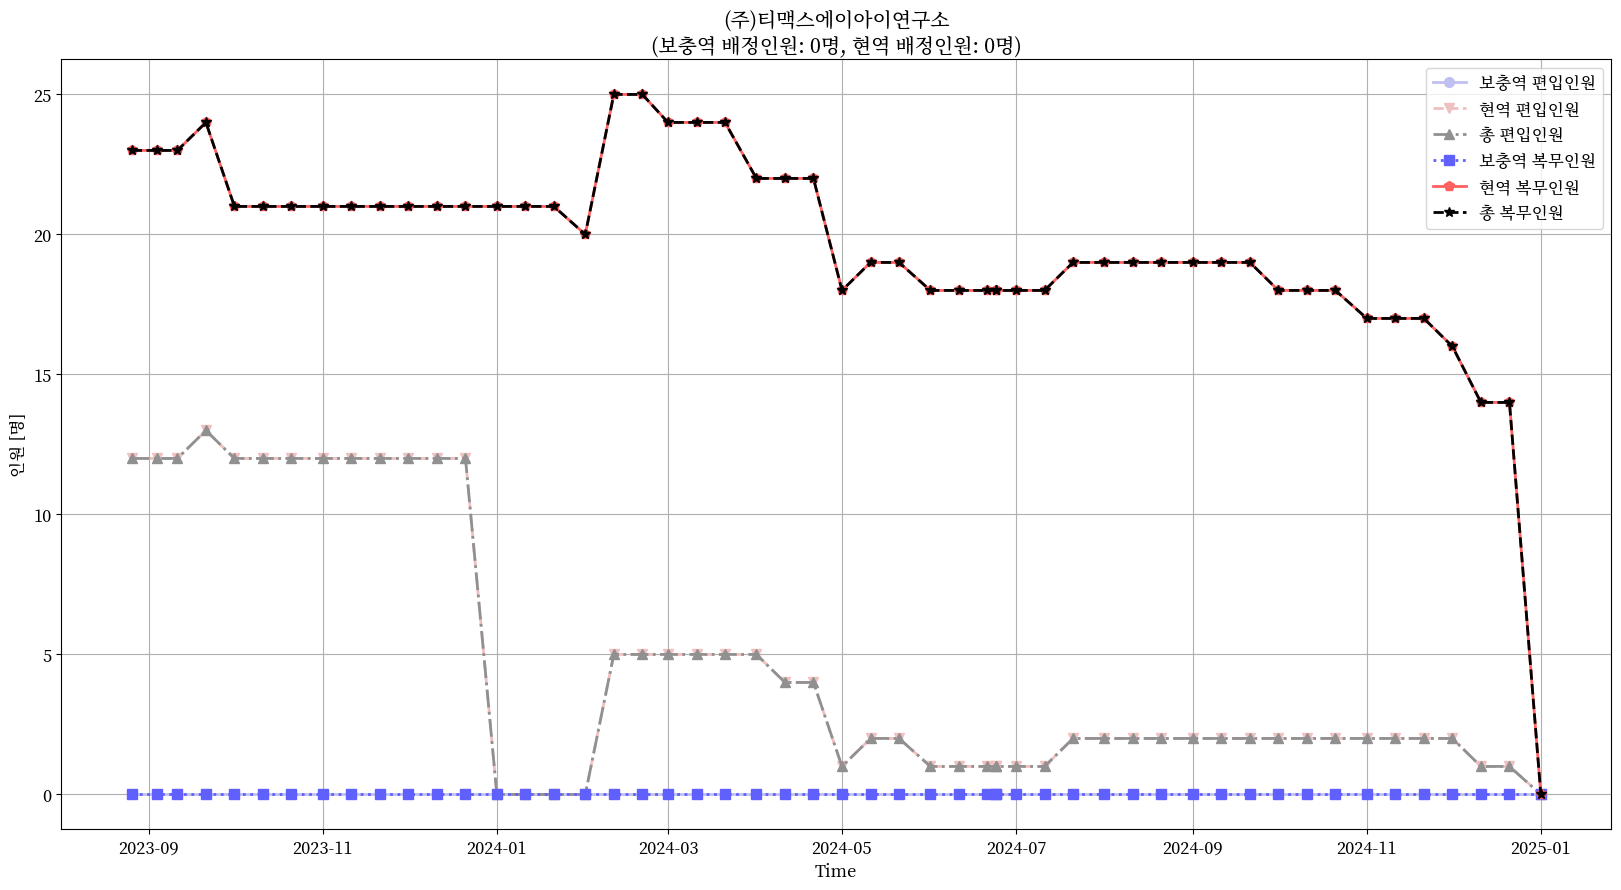 (주)티맥스에이아이연구소
(보충역 배정인원: 0명, 현역 배정인원: 0명)
보충역 편입인원
현역 편입인원
총 편입인원
보충역 복무인원
현역 복무인원
총 복무인원
인원 [명]
25
20
15
10
5
0
2023-09
2023-11
2024-01
2024-03
2024-05
2024-07
2024-09
2024-11
2025-01
Time